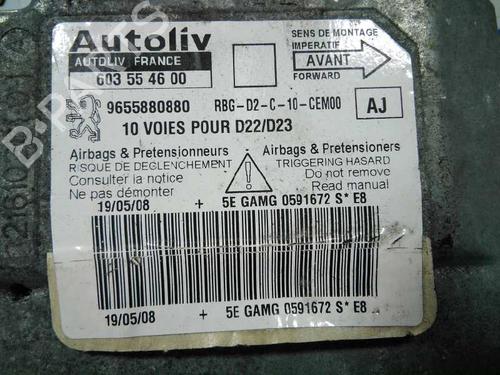 Autoliv
AUTOLIV FRANCE
603 55 46 00
SENS DE MONTAGE
IMPERATIF
AVANT
FORWARD
9655880880 RBG-D2-C-10-CEM00 AJ
10 VOIES POUR D22/D23
Airbags & Pretensionneurs
RISQUE DE DECLENCHEMENT
Consulter la notice
Ne pas démonter
Airbags & Pretensioners
TRIGGERING HASARD
Do not remove
Read manual
19/05/08 + 5E GAMG 0591672 S* E8
19/05/08 + 5E GAMG 0591672 S* E8